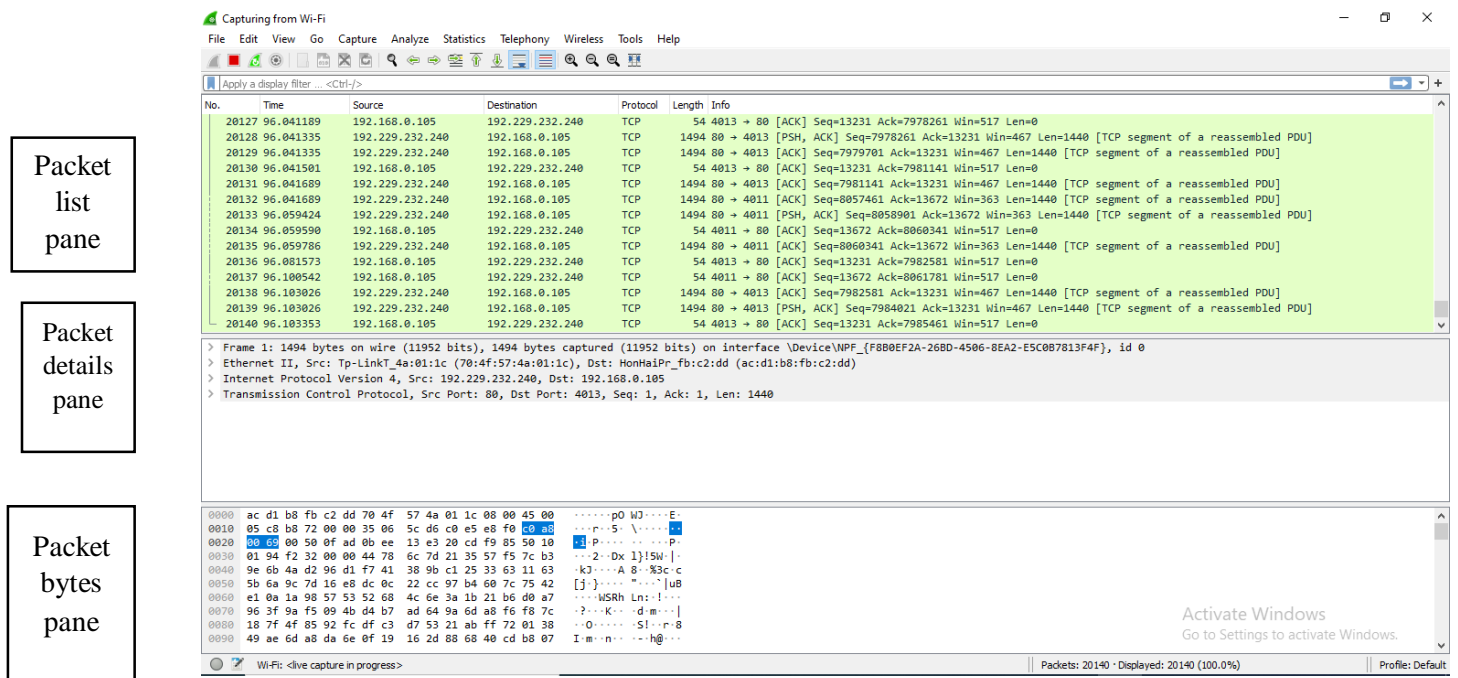 Capturing from Wi-Fi
File Edit View Go Capture Analyze Statistics Telephony Wireless Tools Help
Apply a display filter ... <Ctrl-/>
No. Time Source Destination Protocol Length Info
20127 96.041189 192.168.0.105 192.229.232.240 TCP 54 4013 → 80 [ACK] Seq=13231 Ack=7978261 Win=517 Len=0
20128 96.041335 192.229.232.240 192.168.0.105 TCP 1494 80 → 4013 [PSH, ACK] Seq=7978261 Ack=13231 Win=467 Len=1440 [TCP segment of a reassembled PDU]
20129 96.041335 192.229.232.240 192.168.0.105 TCP 1494 80 → 4013 [ACK] Seq=7979701 Ack=13231 Win=467 Len=1440 [TCP segment of a reassembled PDU]
20130 96.041501 192.168.0.105 192.229.232.240 TCP 54 4013 → 80 [ACK] Seq=13231 Ack=7981141 Win=517 Len=0
20131 96.041689 192.229.232.240 192.168.0.105 TCP 1494 80 → 4013 [ACK] Seq=7981141 Ack=13231 Win=467 Len=1440 [TCP segment of a reassembled PDU]
20132 96.041689 192.229.232.240 192.168.0.105 TCP 1494 80 → 4011 [ACK] Seq=8057461 Ack=13672 Win=363 Len=1440 [TCP segment of a reassembled PDU]
20133 96.059424 192.229.232.240 192.168.0.105 TCP 1494 80 → 4011 [PSH, ACK] Seq=8058901 Ack=13672 Win=363 Len=1440 [TCP segment of a reassembled PDU]
20134 96.059590 192.168.0.105 192.229.232.240 TCP 54 4011 → 80 [ACK] Seq=13672 Ack=8060341 Win=517 Len=0
20135 96.059786 192.229.232.240 192.168.0.105 TCP 1494 80 → 4011 [ACK] Seq=8060341 Ack=13672 Win=363 Len=1440 [TCP segment of a reassembled PDU]
20136 96.081573 192.168.0.105 192.229.232.240 TCP 54 4013 → 80 [ACK] Seq=13231 Ack=7982581 Win=517 Len=0
20137 96.100542 192.168.0.105 192.229.232.240 TCP 54 4011 → 80 [ACK] Seq=13672 Ack=8061781 Win=517 Len=0
20138 96.103026 192.229.232.240 192.168.0.105 TCP 1494 80 → 4013 [ACK] Seq=7982581 Ack=13231 Win=467 Len=1440 [TCP segment of a reassembled PDU]
20139 96.103026 192.229.232.240 192.168.0.105 TCP 1494 80 → 4013 [PSH, ACK] Seq=7984021 Ack=13231 Win=467 Len=1440 [TCP segment of a reassembled PDU]
20140 96.103353 192.168.0.105 192.229.232.240 TCP 54 4013 → 80 [ACK] Seq=13231 Ack=7985461 Win=517 Len=0
Packet
list
pane
> Frame 1: 1494 bytes on wire (11952 bits), 1494 bytes captured (11952 bits) on interface \Device\NPF_{F8B0EF2A-26BD-4506-8EA2-E5C0B7813F4F}, id 0
> Ethernet II, Src: Tp-LinkT_4a:01:1c (70:4f:57:4a:01:1c), Dst: HonHaiPr_fb:c2:dd (ac:d1:b8:fb:c2:dd)
> Internet Protocol Version 4, Src: 192.229.232.240, Dst: 192.168.0.105
> Transmission Control Protocol, Src Port: 80, Dst Port: 4013, Seq: 1, Ack: 1, Len: 1440
Packet
details
pane
0000 ac d1 b8 fb c2 dd 70 4f 57 4a 01 1c 08 00 45 00 ······pO WJ····E·
0010 05 c8 b8 72 00 00 35 06 5c d6 c0 e5 e8 f0 c0 a8 ···r··5· \·······
0020 00 69 00 50 0f ad 0b ee 13 e3 20 cd f9 85 50 10 ·i·P···· ·· ···P·
0030 01 94 f2 32 00 00 44 78 6c 7d 21 35 57 f5 7c b3 ···2··Dx l}!5W·|·
0040 9e 6b 4a d2 96 d1 f7 41 38 9b c1 25 33 63 11 63 ·kJ····A 8··%3c·c
0050 5b 6a 9c 7d 16 e8 dc 0c 22 cc 97 b4 60 7c 75 42 [j·}···· "···`|uB
0060 e1 0a 1a 98 57 53 52 68 4c 6e 3a 1b 21 b6 d0 a7 ····WSRh Ln:·!···
0070 96 3f 9a f5 09 4b d4 b7 ad 64 9a 6d a8 f6 f8 7c ·?···K·· ·d·m···|
0080 18 7f 4f 85 92 fc df c3 d7 53 21 ab ff 72 01 38 ··O····· ·S!··r·8
0090 49 ae 6d a8 da 6e 0f 19 16 2d 88 68 40 cd b8 07 I·m··n·· ·-·h@···
Packet
bytes
pane
Activate Windows
Go to Settings to activate Windows.
Wi-Fi: <live capture in progress> Packets: 20140 · Displayed: 20140 (100.0%) Profile: Default